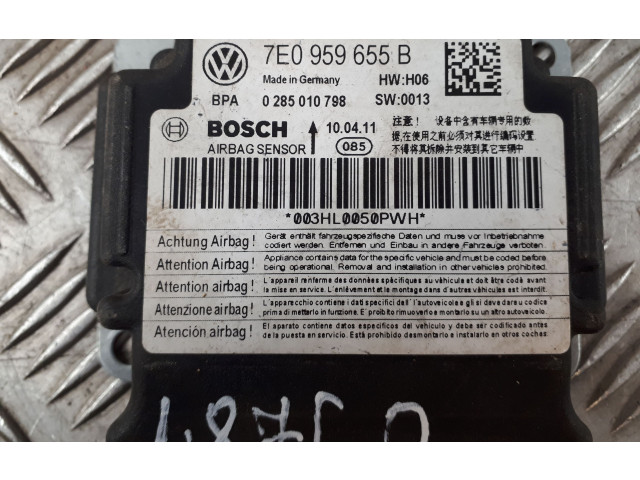 7E0 959 655 B
Made in Germany HW:H06
BPA 0 285 010 798 SW:0013
BOSCH 10.04.11
AIRBAG SENSOR 085
注意！ 设备中含有车辆专用的数
据,在使用之前必须对其进行编码设置
不得将其拆除并安装到其它车辆中
*003HL0050PWH*
Achtung Airbag! Gerät enthält fahrzeugspezifische Daten und muss vor Inbetriebnahme
codiert werden. Entfernen und Einbau in andere Fahrzeuge verboten.
Attention Airbag! Appliance contains data for the specific vehicle and must be coded before
being operational. Removal and installation in other vehicles prohibited.
Attention airbag! L'appareil renferme des données spécifiques au véhicule et doit être codé avant
la mise en service. L'enlèvement et le montage dans d'autres véhicules est interdit.
Attenzione airbag! L'apparecchio contiene i dati specifici dell'autoveicolo e gli si deve dare su codice
prima di metterlo in funzione. E' proibito rimuoverlo e montarlo su un altro autoveicolo.
Atención airbag! El aparato contiene datos específicos del vehículo y debe ser codificado antes
de la puesta en servicio. Está prohibido desmontarlo e instalarlo en otros coches.